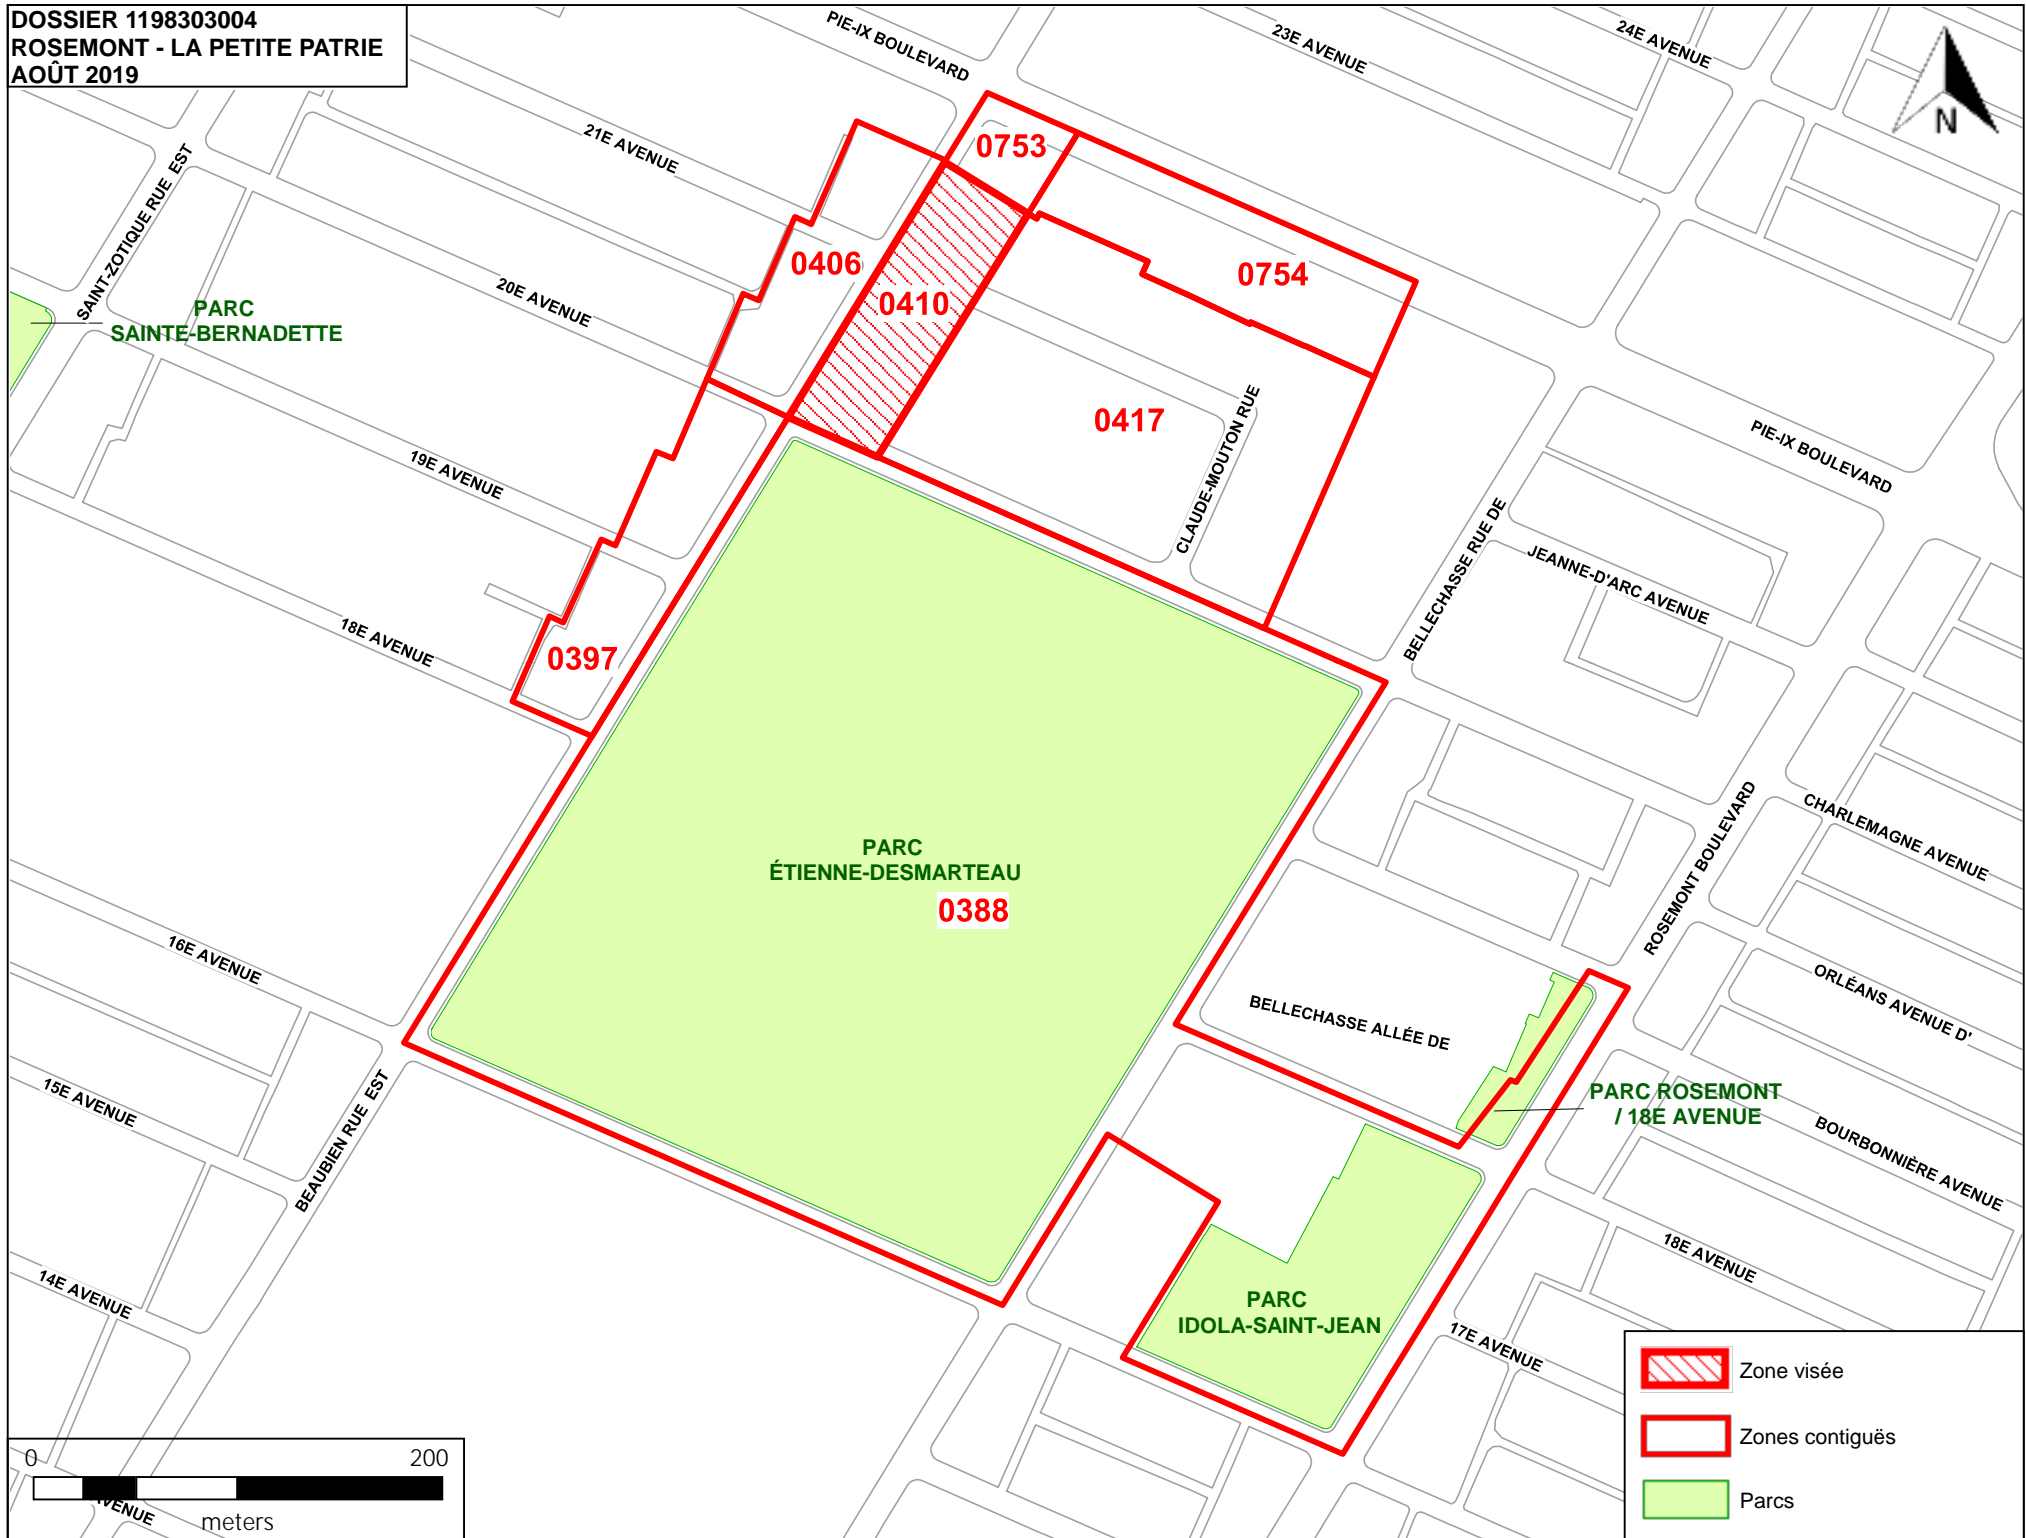 DOSSIER 1198303004
ROSEMONT - LA PETITE PATRIE
AOÛT 2019
PIE-IX BOULEVARD
23E AVENUE
24E AVENUE
N
21E AVENUE
0753
SAINT-ZOTIQUE RUE EST
0406
0754
20E AVENUE
0410
PARC
SAINTE-BERNADETTE
CLAUDE-MOUTON RUE
0417
PIE-IX BOULEVARD
19E AVENUE
BELLECHASSE RUE DE
JEANNE-D'ARC AVENUE
18E AVENUE
0397
CHARLEMAGNE AVENUE
ROSEMONT BOULEVARD
PARC
ÉTIENNE-DESMARTEAU
0388
16E AVENUE
ORLÉANS AVENUE D'
BELLECHASSE ALLÉE DE
15E AVENUE
BEAUBIEN RUE EST
PARC ROSEMONT
/ 18E AVENUE
BOURBONNIÈRE AVENUE
18E AVENUE
14E AVENUE
PARC
IDOLA-SAINT-JEAN
17E AVENUE
Zone visée
Zones contiguës
Parcs
0
200
AVENUE
meters